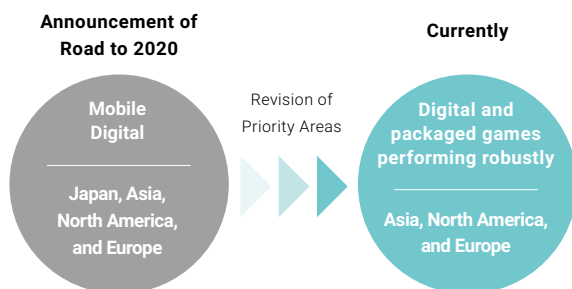 Announcement of
Road to 2020
Mobile
Digital
Japan, Asia,
North America,
and Europe
Revision of
Priority Areas
Currently
Digital and
packaged games
performing robustly
Asia, North America,
and Europe